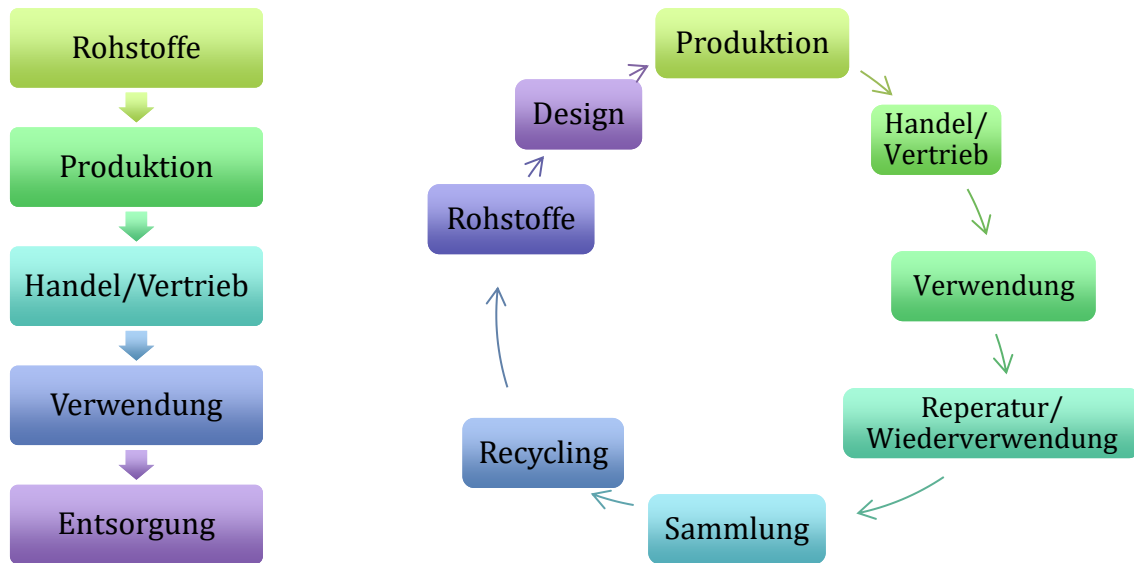 Rohstoffe
Produktion
Handel/Vertrieb
Verwendung
Entsorgung
Produktion
Handel/
Vertrieb
Verwendung
Reperatur/
Wiederverwendung
Sammlung
Recycling
Rohstoffe
Design